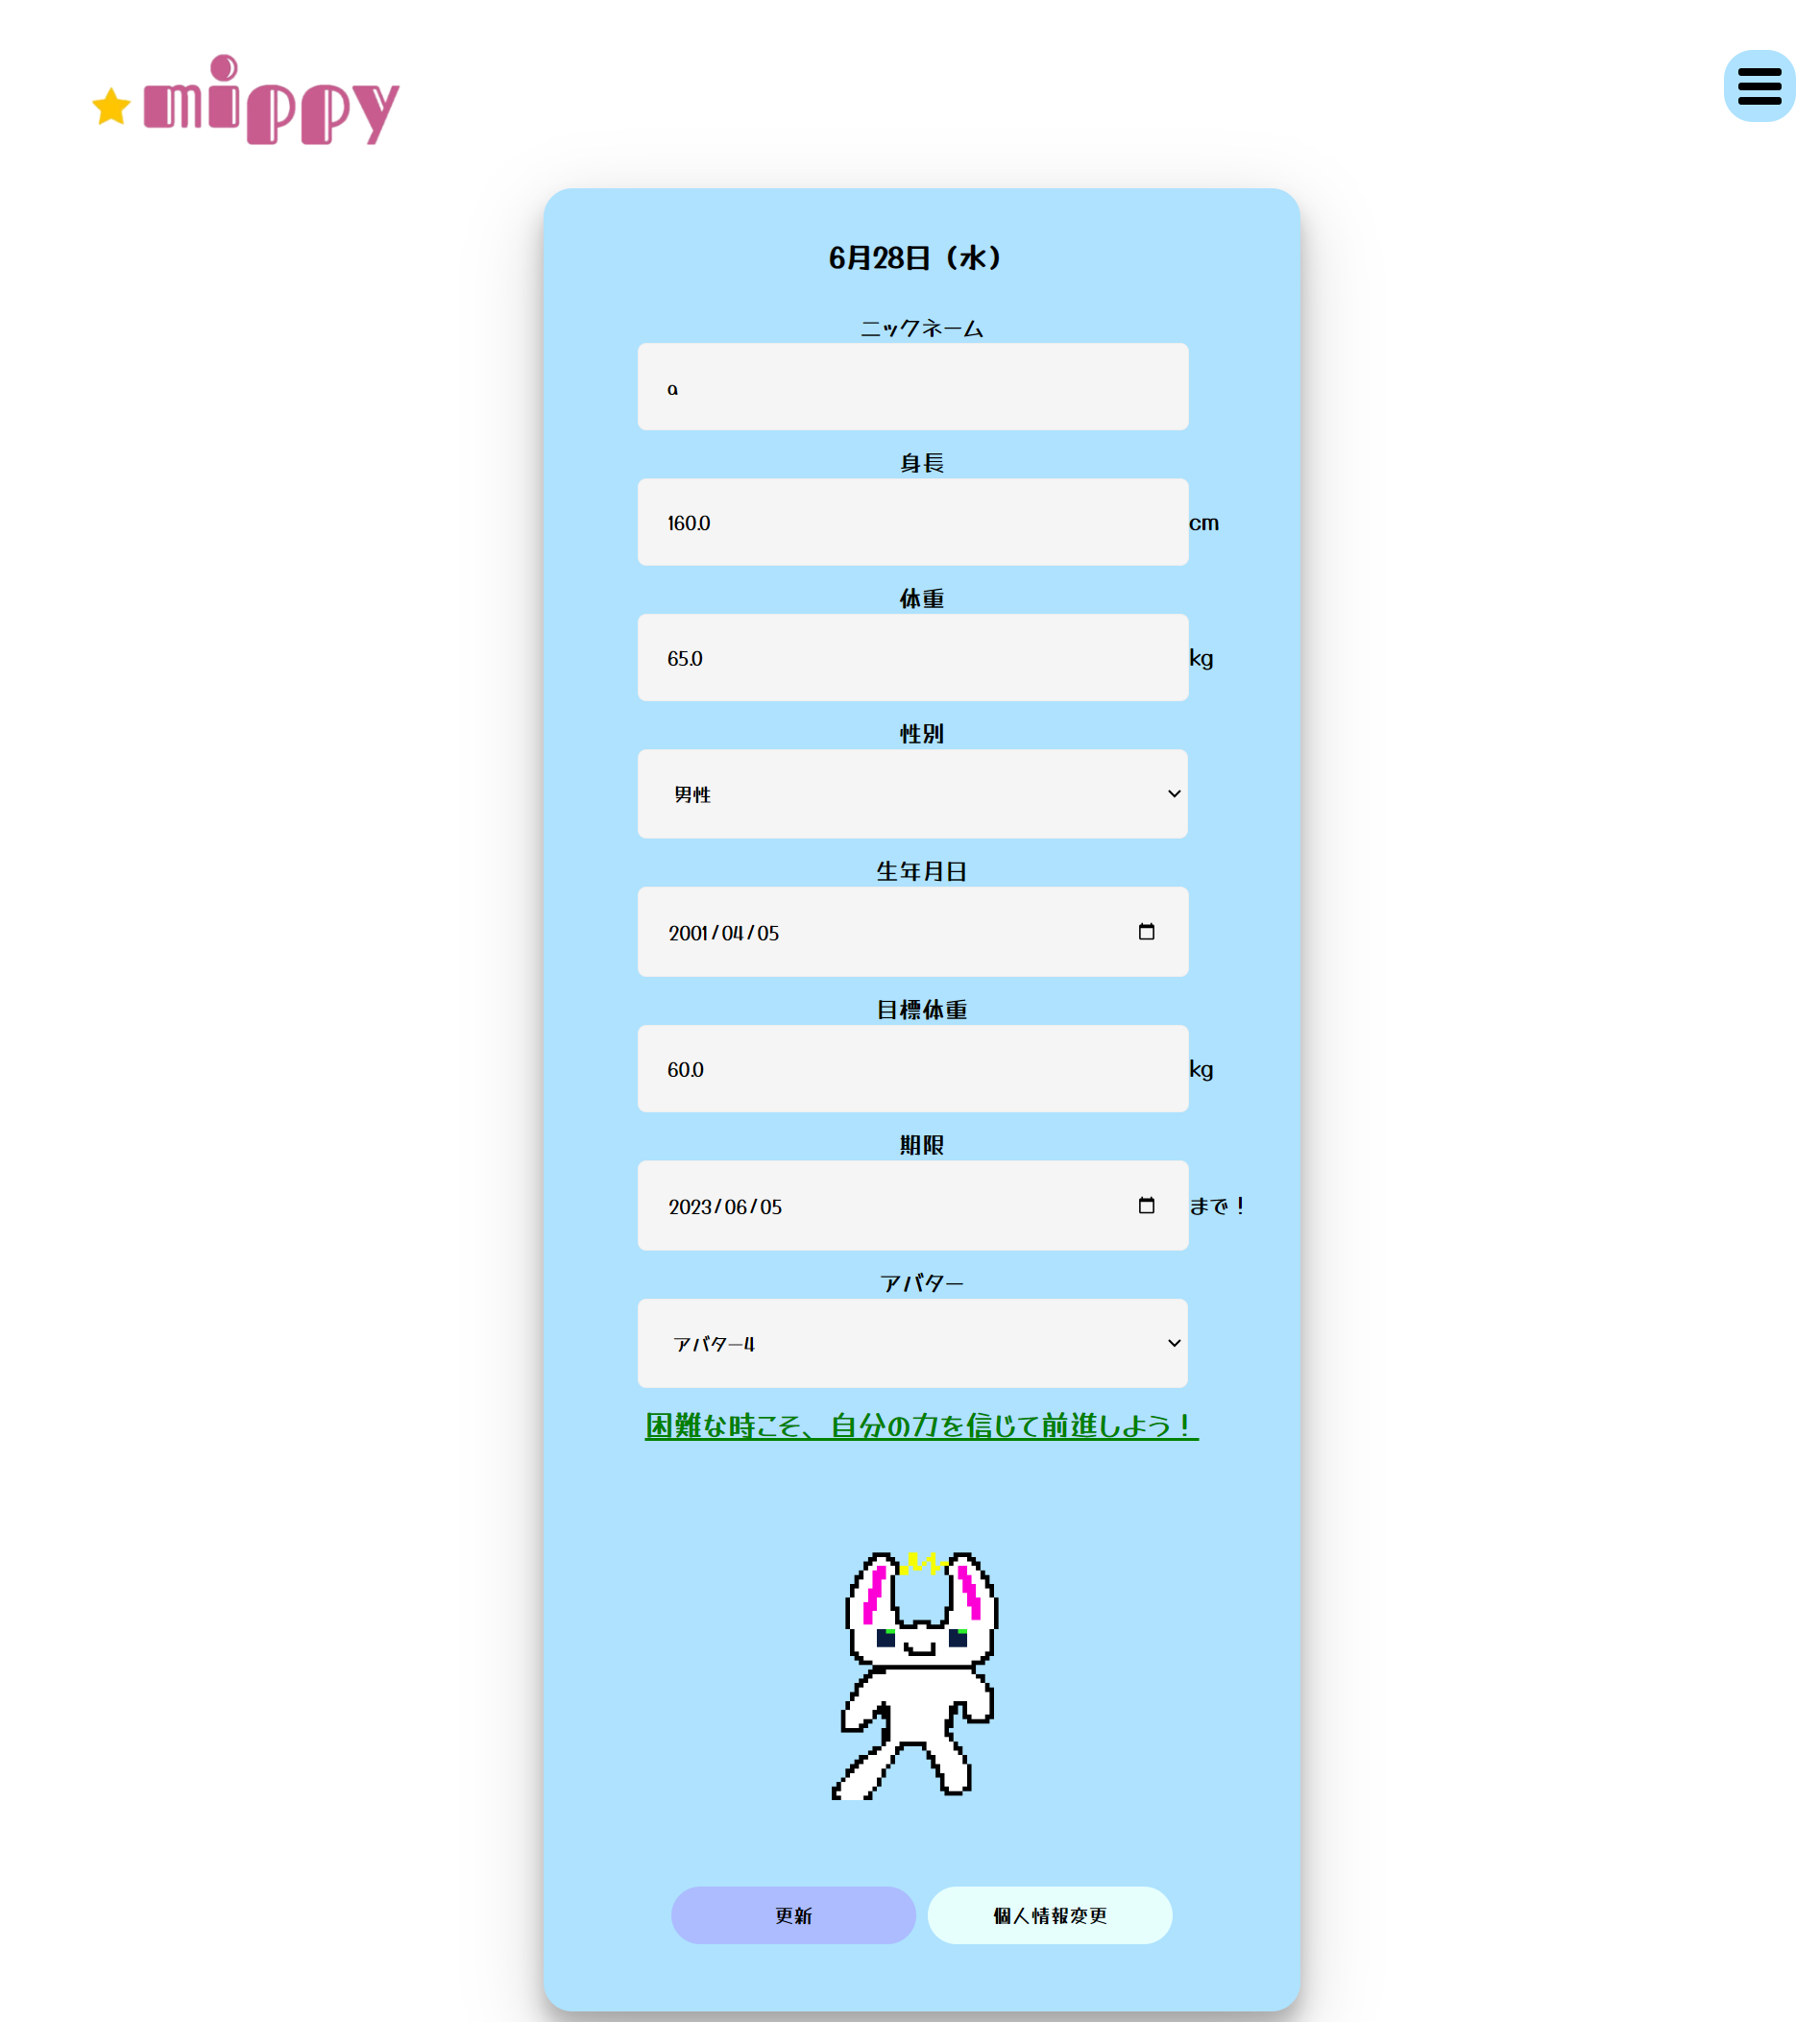 mippy
6月28日（水）
ニックネーム
a
身長
160.0 cm
体重
65.0 kg
性別
男性
生年月日
2001/04/05
目標体重
60.0 kg
期限
2023/06/05 まで！
アバター
アバター4
困難な時こそ、自分の力を信じて前進しよう！
更新 個人情報変更